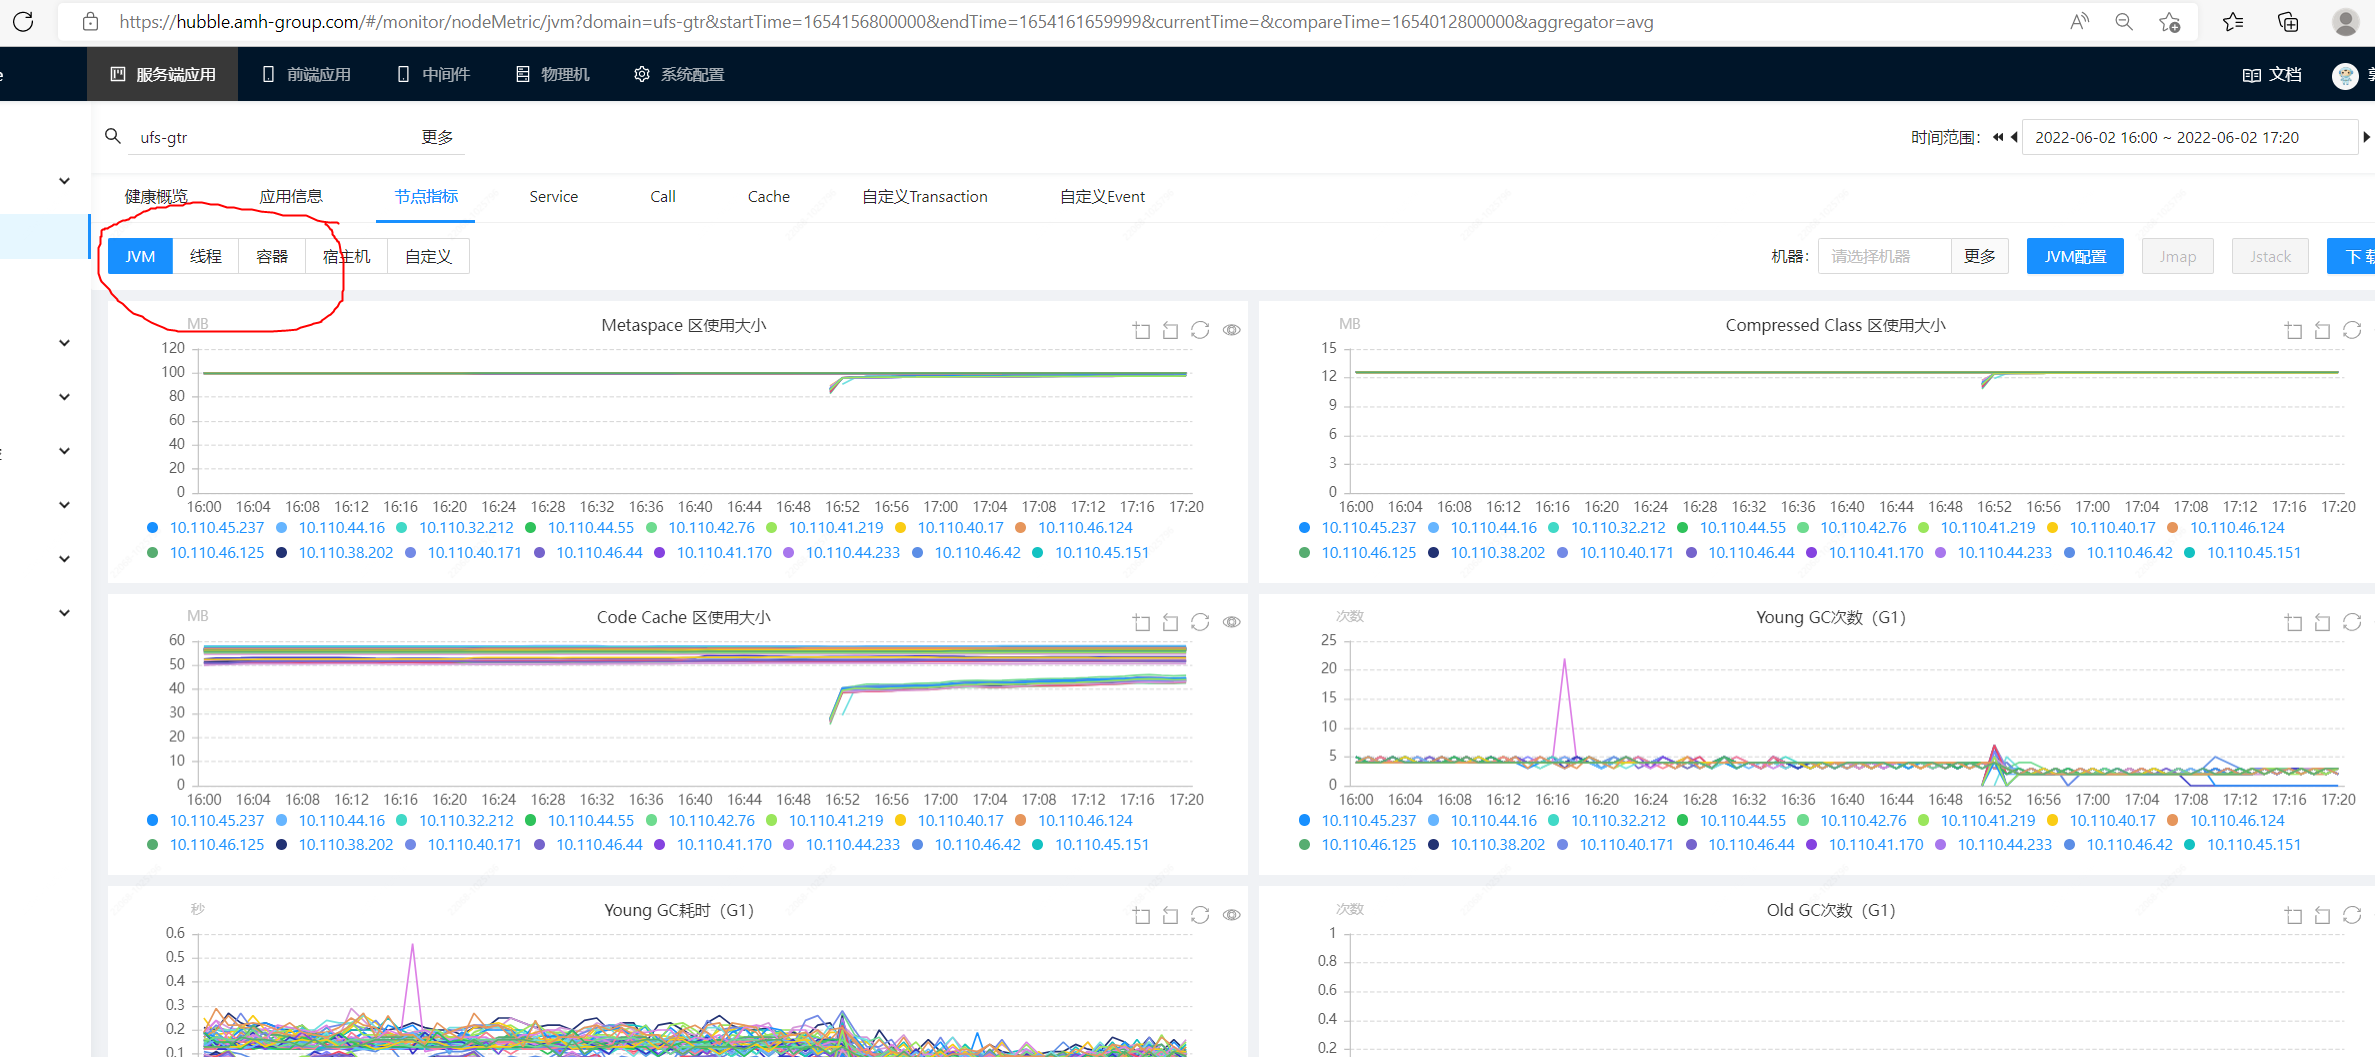 https://hubble.amh-group.com/#/monitor/nodeMetric/jvm?domain=ufs-gtr&startTime=1654156800000&endTime=1654161659999&currentTime=&compareTime=1654012800000&aggregator=avg
服务端应用 前端应用 中间件 物理机 系统配置 文档
ufs-gtr 更多 时间范围： 2022-06-02 16:00 ~ 2022-06-02 17:20
健康概览 应用信息 节点指标 Service Call Cache 自定义Transaction 自定义Event
JVM 线程 容器 宿主机 自定义 机器： 请选择机器 更多 JVM配置 Jmap Jstack 下载
MB Metaspace 区使用大小
120
100
80
60
40
20
0
16:00 16:04 16:08 16:12 16:16 16:20 16:24 16:28 16:32 16:36 16:40 16:44 16:48 16:52 16:56 17:00 17:04 17:08 17:12 17:16 17:20
10.110.45.237 10.110.44.16 10.110.32.212 10.110.44.55 10.110.42.76 10.110.41.219 10.110.40.17 10.110.46.124
10.110.46.125 10.110.38.202 10.110.40.171 10.110.46.44 10.110.41.170 10.110.44.233 10.110.46.42 10.110.45.151
MB Compressed Class 区使用大小
15
12
9
6
3
0
16:00 16:04 16:08 16:12 16:16 16:20 16:24 16:28 16:32 16:36 16:40 16:44 16:48 16:52 16:56 17:00 17:04 17:08 17:12 17:16 17:20
10.110.45.237 10.110.44.16 10.110.32.212 10.110.44.55 10.110.42.76 10.110.41.219 10.110.40.17 10.110.46.124
10.110.46.125 10.110.38.202 10.110.40.171 10.110.46.44 10.110.41.170 10.110.44.233 10.110.46.42 10.110.45.151
MB Code Cache 区使用大小
60
50
40
30
20
10
0
16:00 16:04 16:08 16:12 16:16 16:20 16:24 16:28 16:32 16:36 16:40 16:44 16:48 16:52 16:56 17:00 17:04 17:08 17:12 17:16 17:20
10.110.45.237 10.110.44.16 10.110.32.212 10.110.44.55 10.110.42.76 10.110.41.219 10.110.40.17 10.110.46.124
10.110.46.125 10.110.38.202 10.110.40.171 10.110.46.44 10.110.41.170 10.110.44.233 10.110.46.42 10.110.45.151
次数 Young GC次数（G1）
25
20
15
10
5
0
16:00 16:04 16:08 16:12 16:16 16:20 16:24 16:28 16:32 16:36 16:40 16:44 16:48 16:52 16:56 17:00 17:04 17:08 17:12 17:16 17:20
10.110.45.237 10.110.44.16 10.110.32.212 10.110.44.55 10.110.42.76 10.110.41.219 10.110.40.17 10.110.46.124
10.110.46.125 10.110.38.202 10.110.40.171 10.110.46.44 10.110.41.170 10.110.44.233 10.110.46.42 10.110.45.151
秒 Young GC耗时（G1）
0.6
0.5
0.4
0.3
0.2
0.1
次数 Old GC次数（G1）
1
0.8
0.6
0.4
0.2